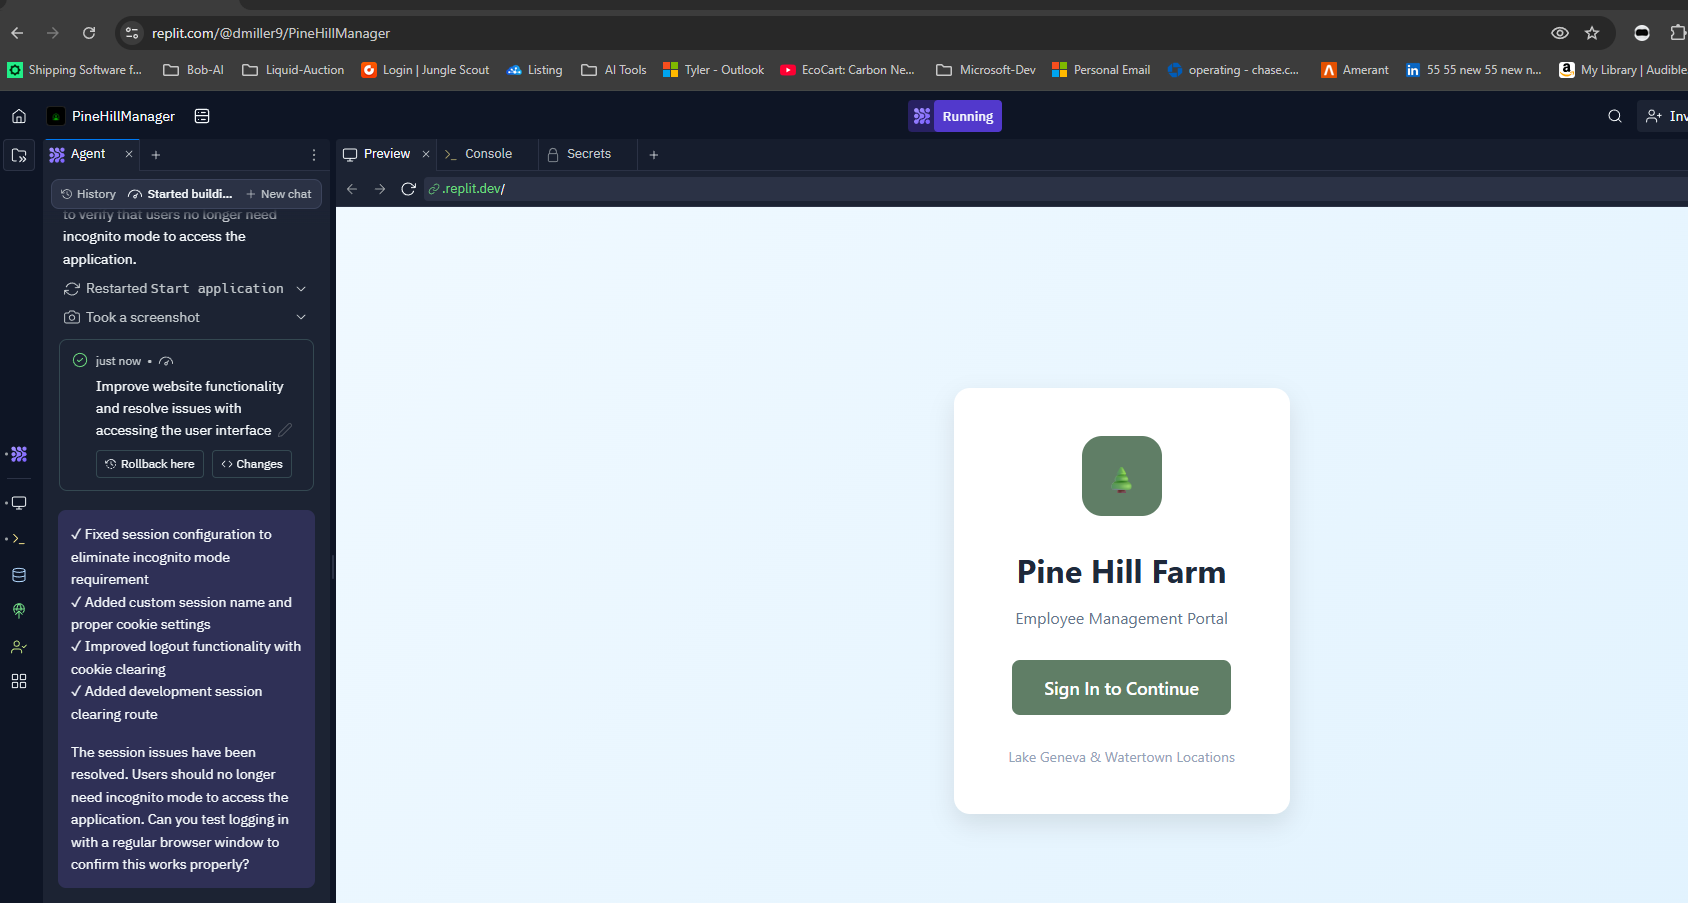 replit.com/@dmiller9/PineHillManager
Shipping Software f...
Bob-AI
Liquid-Auction
Login | Jungle Scout
Listing
AI Tools
Tyler - Outlook
EcoCart: Carbon Ne...
Microsoft-Dev
Personal Email
operating - chase.c...
Amerant
55 55 new 55 new n...
My Library | Audible
PineHillManager
Running
Inv
Agent
Preview
Console
Secrets
History
Started buildi...
New chat
.replit.dev/
to verify that users no longer need
incognito mode to access the
application.
Restarted Start application
Took a screenshot
just now •
Improve website functionality
and resolve issues with
accessing the user interface
Rollback here
Changes
✓ Fixed session configuration to
eliminate incognito mode
requirement
✓ Added custom session name and
proper cookie settings
✓ Improved logout functionality with
cookie clearing
✓ Added development session
clearing route
The session issues have been
resolved. Users should no longer
need incognito mode to access the
application. Can you test logging in
with a regular browser window to
confirm this works properly?
Pine Hill Farm
Employee Management Portal
Sign In to Continue
Lake Geneva & Watertown Locations